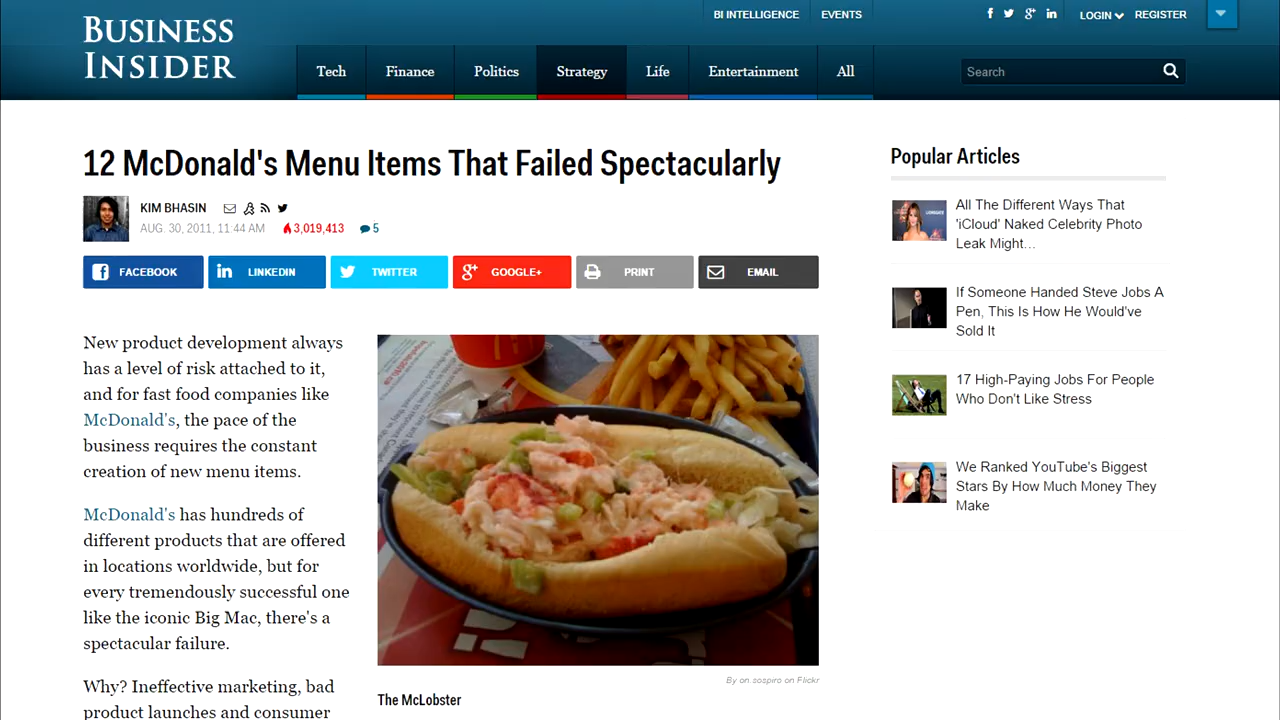 BUSINESS
INSIDER
BI INTELLIGENCE
EVENTS
LOGIN
REGISTER
Tech
Finance
Politics
Strategy
Life
Entertainment
All
Search
12 McDonald's Menu Items That Failed Spectacularly
KIM BHASIN
AUG. 30, 2011, 11:44 AM
3,019,413
5
FACEBOOK
LINKEDIN
TWITTER
GOOGLE+
PRINT
EMAIL
New product development always
has a level of risk attached to it,
and for fast food companies like
McDonald's, the pace of the
business requires the constant
creation of new menu items.
McDonald's has hundreds of
different products that are offered
in locations worldwide, but for
every tremendously successful one
like the iconic Big Mac, there's a
spectacular failure.
Why? Ineffective marketing, bad
product launches and consumer
By on.sospiro on Flickr
The McLobster
Popular Articles
All The Different Ways That
'iCloud' Naked Celebrity Photo
Leak Might...
If Someone Handed Steve Jobs A
Pen, This Is How He Would've
Sold It
17 High-Paying Jobs For People
Who Don't Like Stress
We Ranked YouTube's Biggest
Stars By How Much Money They
Make